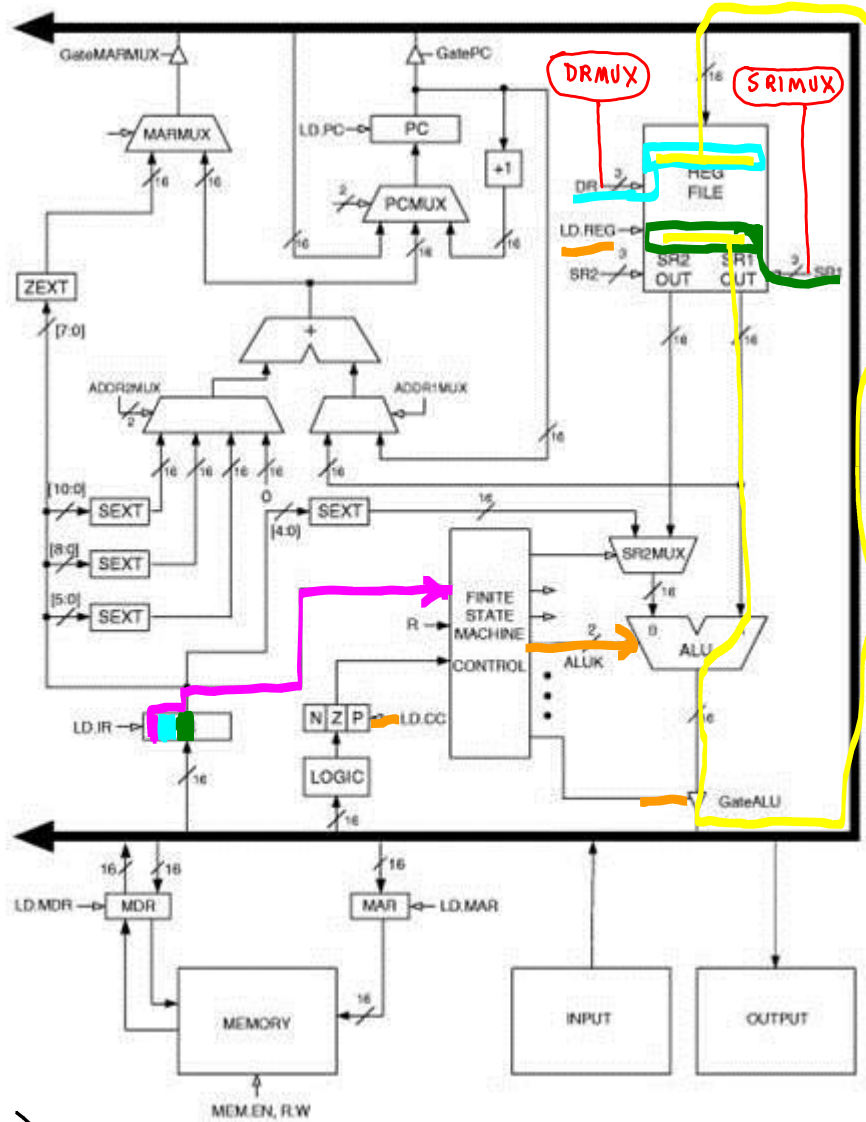 GateMARMUX
GatePC
16
DRMUX
SR1MUX
MARMUX
LD.PC
PC
16
16
+1
3
DR
REG
FILE
2
PCMUX
LD.REG
16
16
16
ZEXT
SR2
3
SR2
OUT
SR1
OUT
3
SR1
[7:0]
+
16
16
ADDR2MUX
2
ADDR1MUX
16
16
16
16
16
[10:0]
SEXT
0
[4:0]
SEXT
16
[8:0]
SEXT
SR2MUX
[5:0]
SEXT
FINITE
STATE
MACHINE
CONTROL
16
R
2
ALUK
B
ALU
LD.IR
N Z P
LD.CC
16
16
LOGIC
GateALU
16
16
16
16
LD.MDR
MDR
MAR
LD.MAR
16
MEMORY
INPUT
OUTPUT
MEM.EN, R.W